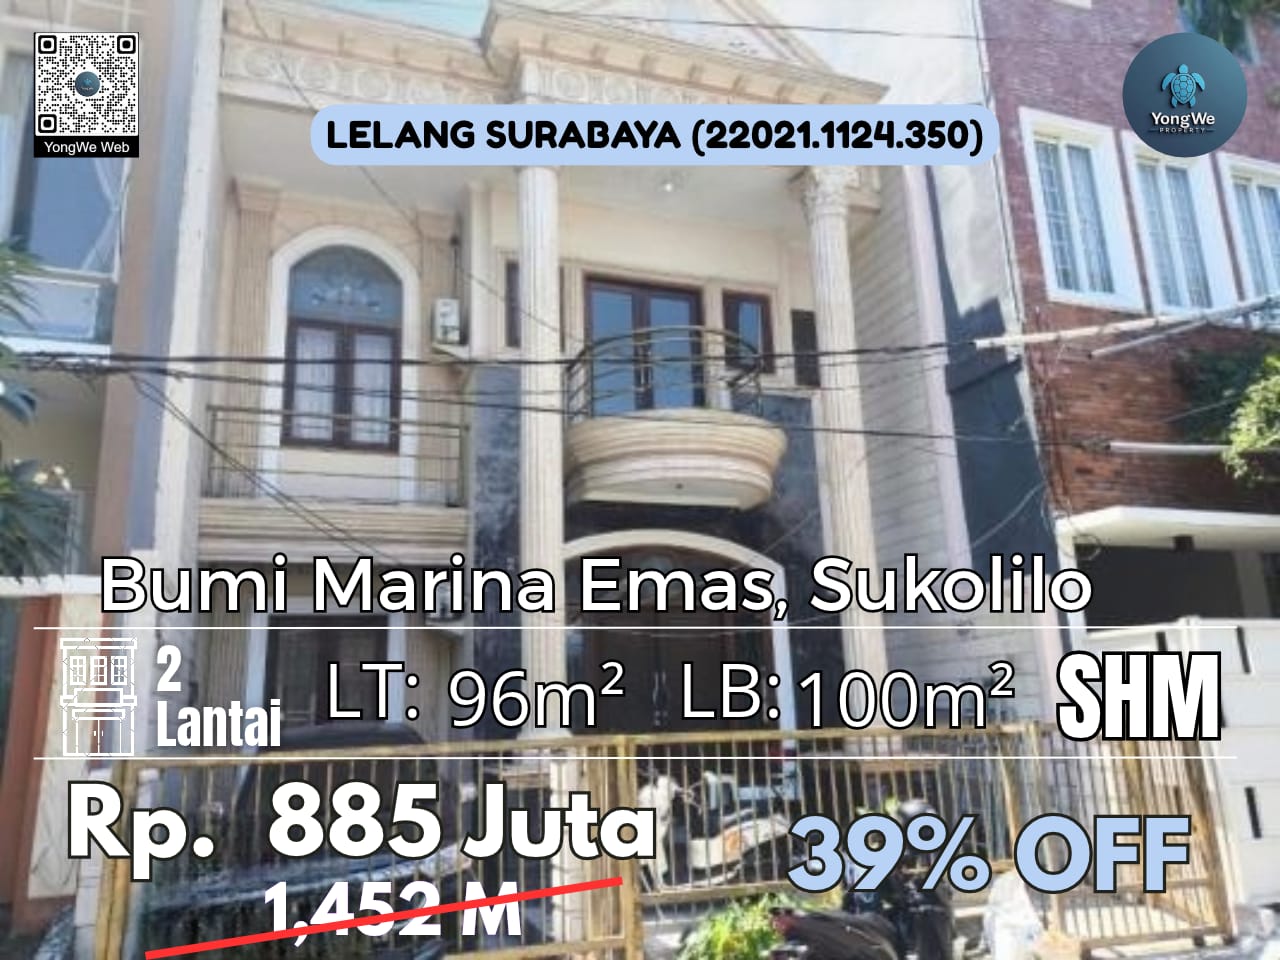 YongWe Web
LELANG SURABAYA (22021.1124.350)
YongWe
PROPERTY
Bumi Marina Emas, Sukolilo
2
Lantai
LT: 96m² LB: 100m² SHM
Rp. 885 Juta
1,452 M
39% OFF